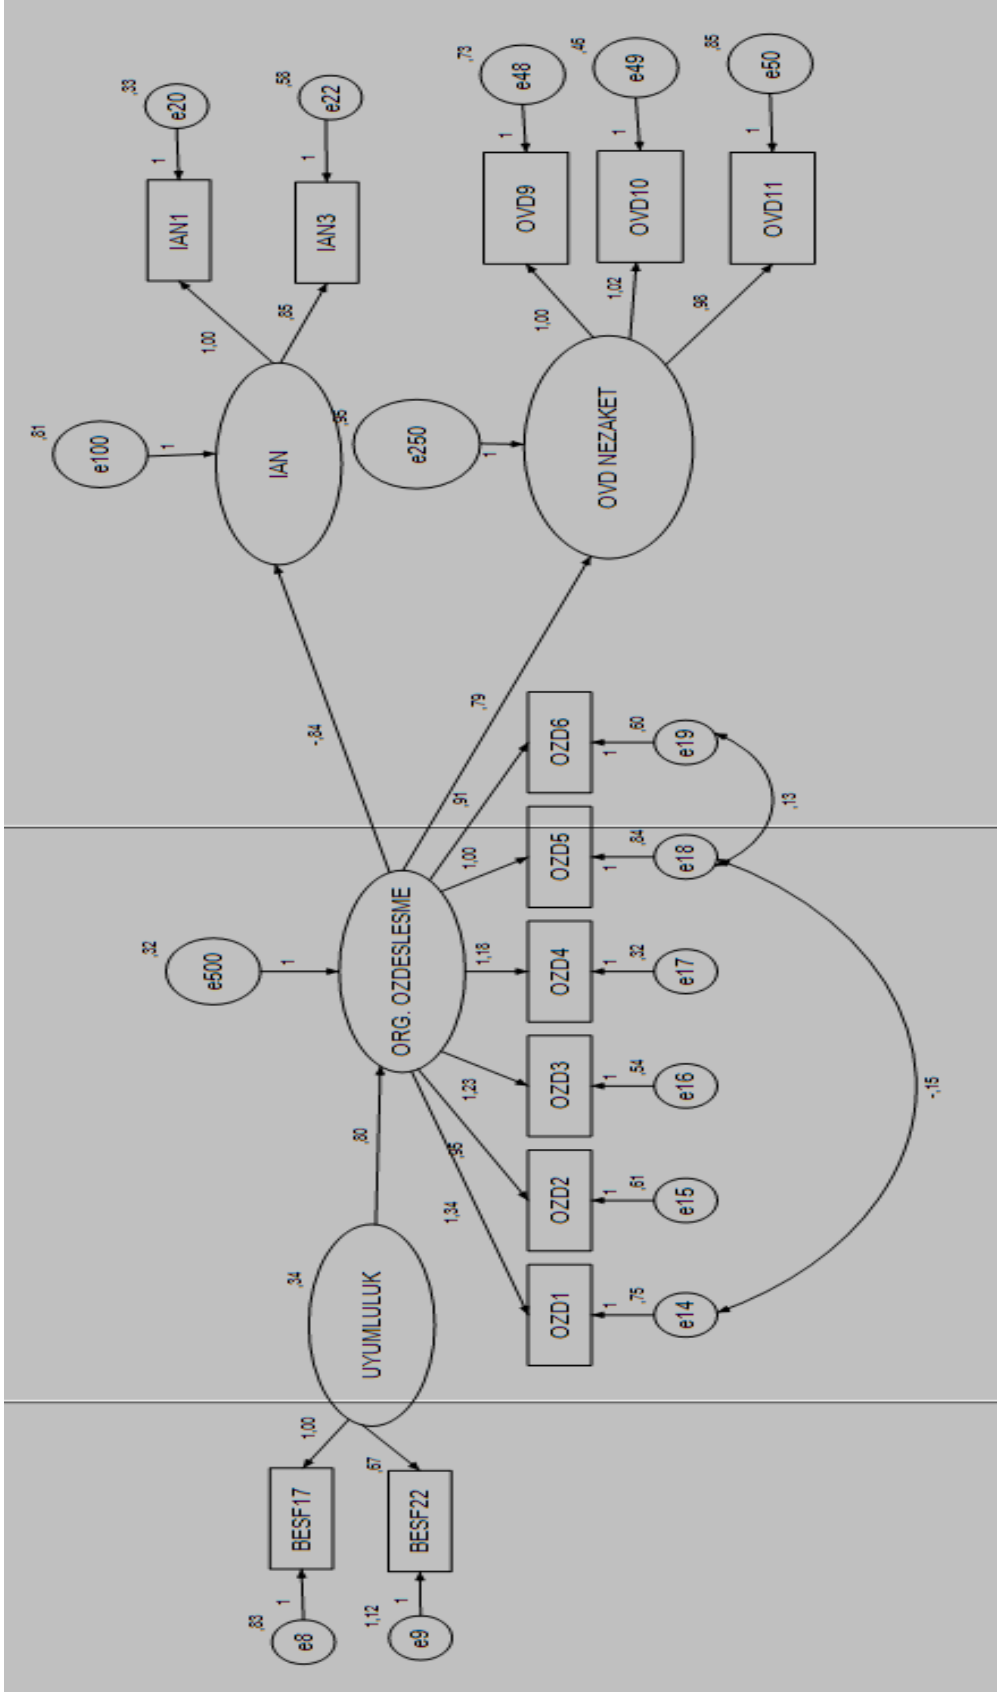 ,83
e8
1
BESF17
1,00
1,12
e9
1
BESF22
,67
,34
UYUMLULUK
,80
,32
e500
1
ORG. OZDESLESME
1,34
,95
1,23
1,18
1,00
,91
OZD1
OZD2
OZD3
OZD4
OZD5
OZD6
1
,75
1
,61
1
,54
1
,32
1
,84
1
,60
e14
e15
e16
e17
e18
e19
,13
-,15
-,84
,79
,81
e100
1
IAN
1,00
,85
IAN1
1
,33
e20
IAN3
1
,58
e22
,95
e250
1
OVD NEZAKET
1,00
1,02
,98
OVD9
1
,73
e48
OVD10
1
,46
e49
OVD11
1
,85
e50